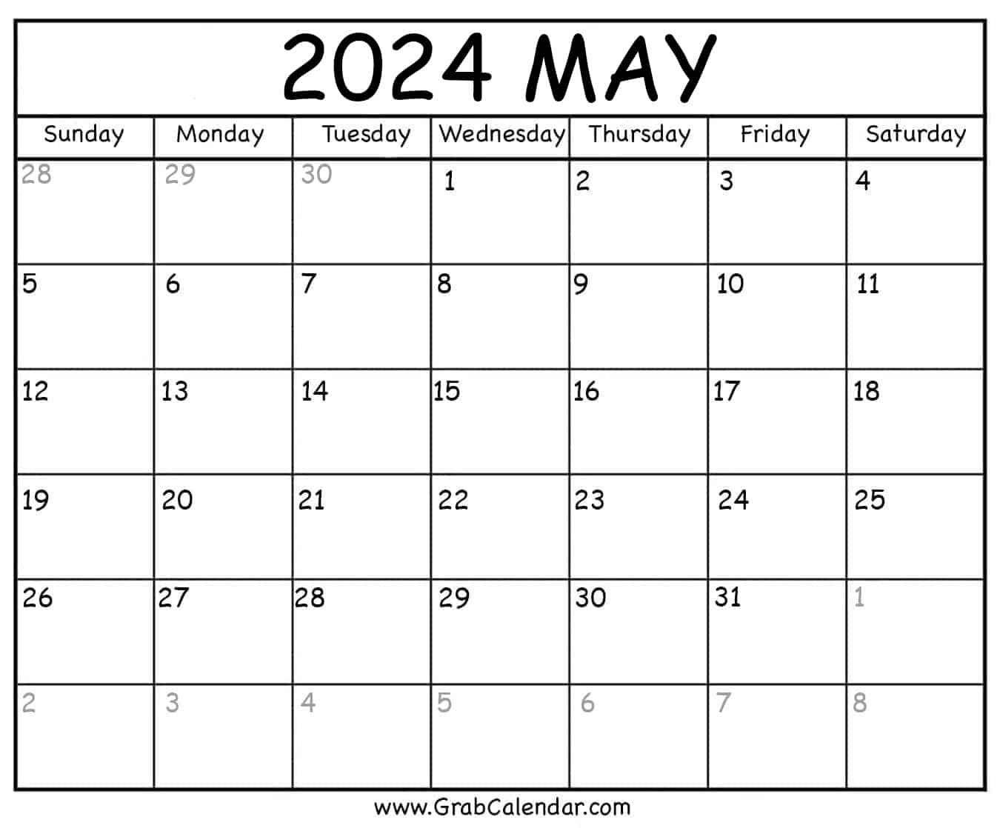 2024 MAY
Sunday Monday Tuesday Wednesday Thursday Friday Saturday
28 29 30 1 2 3 4
5 6 7 8 9 10 11
12 13 14 15 16 17 18
19 20 21 22 23 24 25
26 27 28 29 30 31 1
2 3 4 5 6 7 8
www.GrabCalendar.com